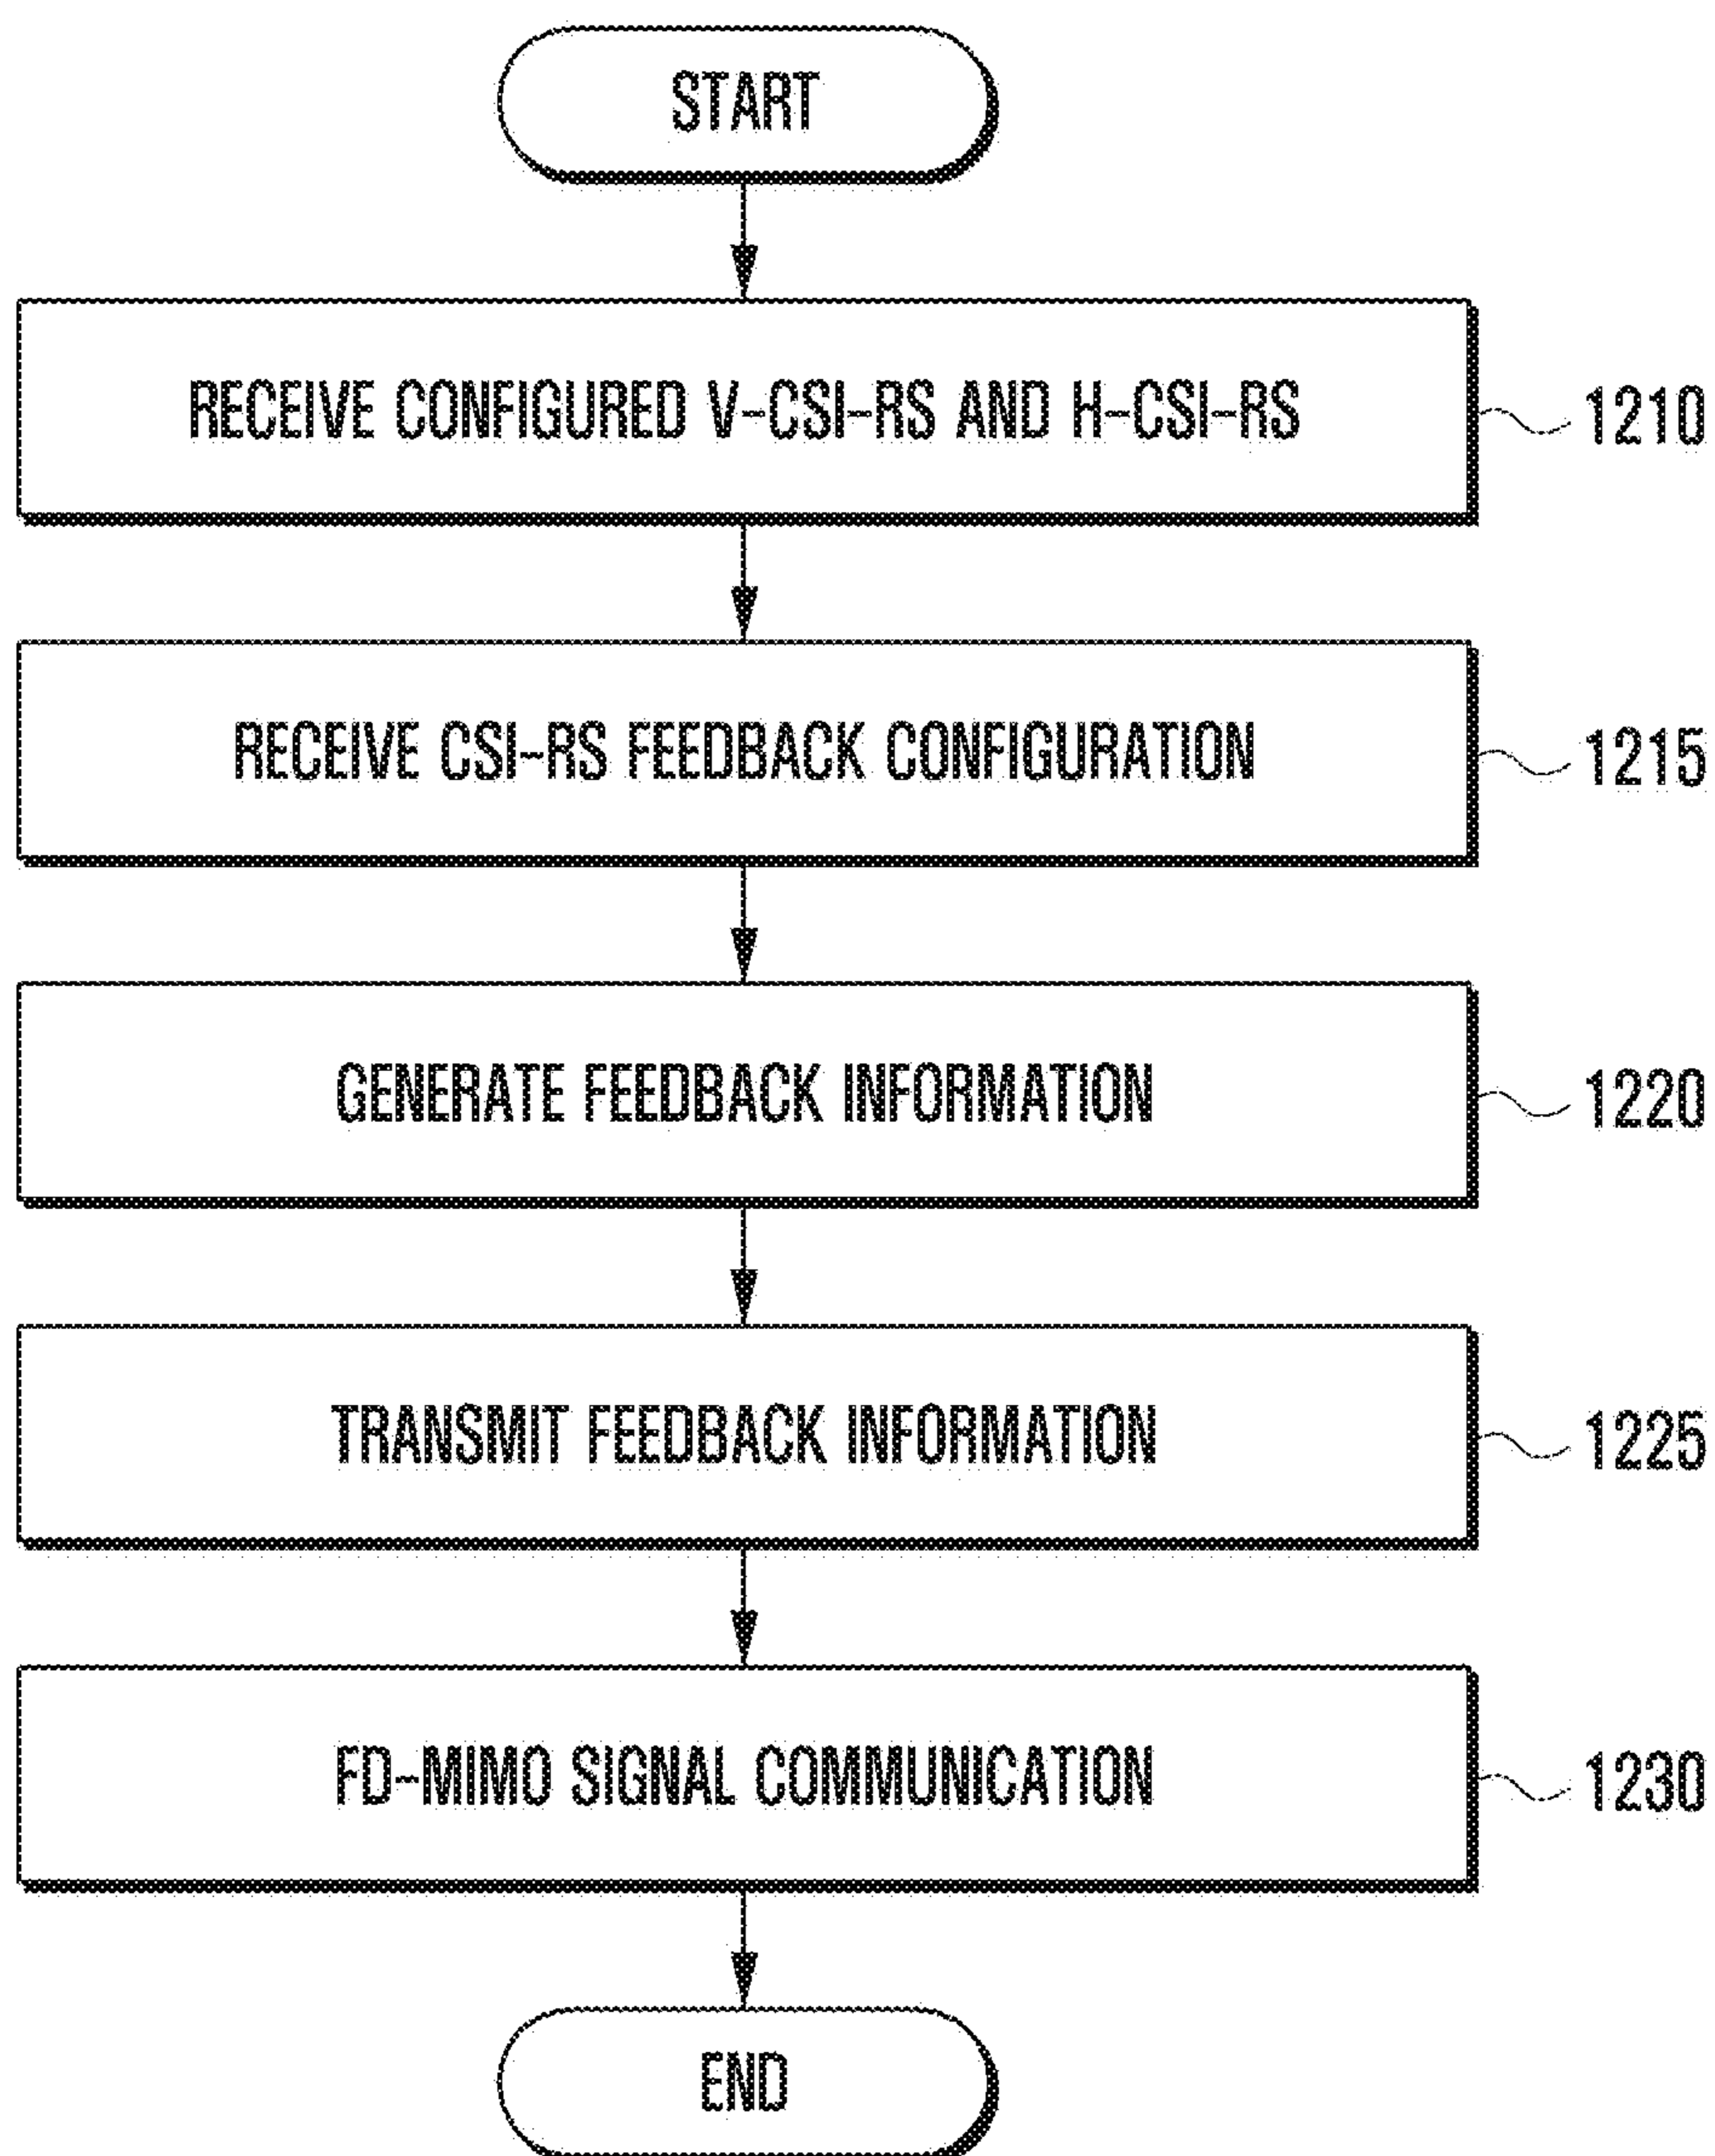 START
RECEIVE CONFIGURED V-CSI-RS AND H-CSI-RS
1210
RECEIVE CSI-RS FEEDBACK CONFIGURATION
1215
GENERATE FEEDBACK INFORMATION
1220
TRANSMIT FEEDBACK INFORMATION
1225
FD-MIMO SIGNAL COMMUNICATION
1230
END